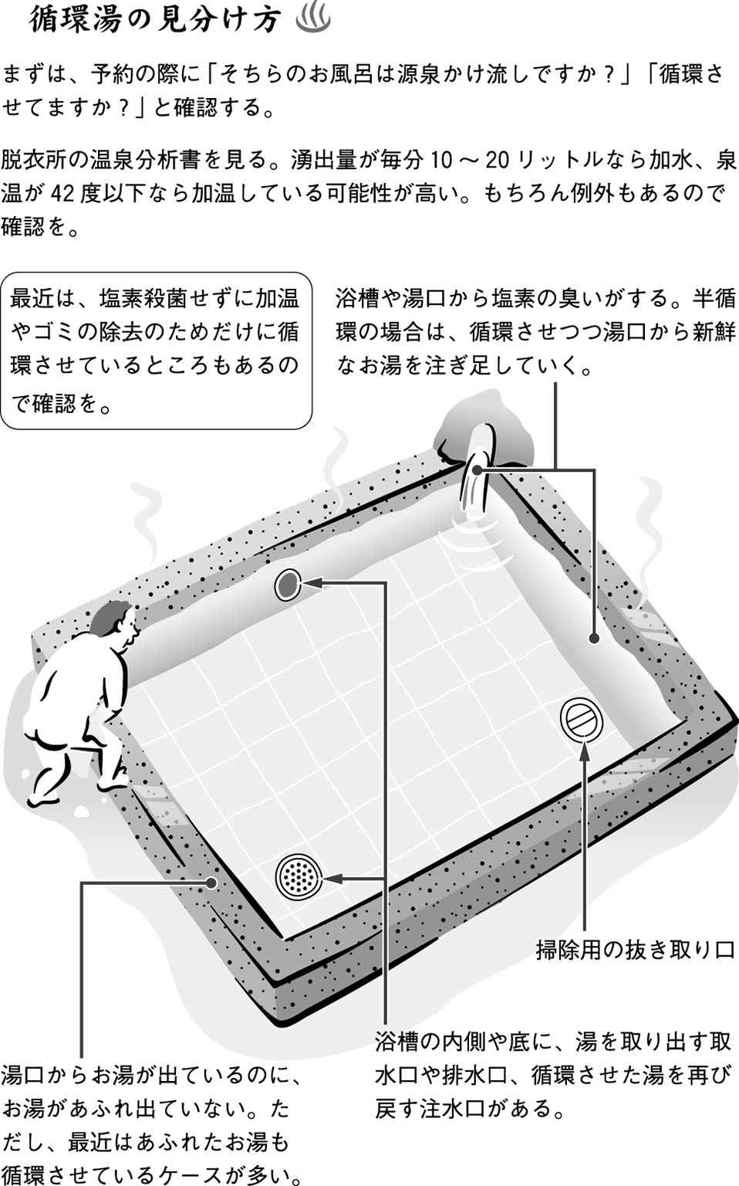 循環湯の見分け方
まずは、予約の際に「そちらのお風呂は源泉かけ流しですか？」「循環さ
せてますか？」と確認する。
脱衣所の温泉分析書を見る。湧出量が毎分10～20リットルなら加水、泉
温が42度以下なら加温している可能性が高い。もちろん例外もあるので
確認を。
最近は、塩素殺菌せずに加温
やゴミの除去のためだけに循
環させているところもあるの
で確認を。
浴槽や湯口から塩素の臭いがする。半循
環の場合は、循環させつつ湯口から新鮮
なお湯を注ぎ足していく。
掃除用の抜き取り口
浴槽の内側や底に、湯を取り出す取
水口や排水口、循環させた湯を再び
戻す注水口がある。
湯口からお湯が出ているのに、
お湯があふれ出ていない。た
だし、最近はあふれたお湯も
循環させているケースが多い。